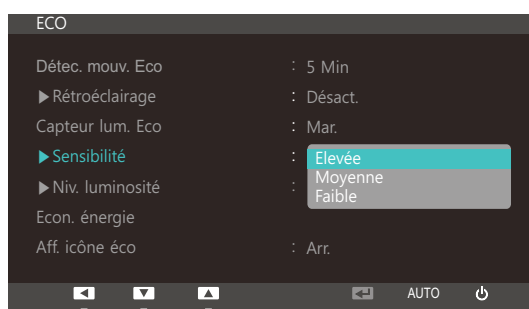 ECO
Détec. mouv. Eco : 5 Min
▶Rétroéclairage : Désact.
Capteur lum. Eco : Mar.
▶Sensibilité : Elevée
Moyenne
▶Niv. luminosité : Faible
Econ. énergie
Aff. icône éco : Arr.
AUTO